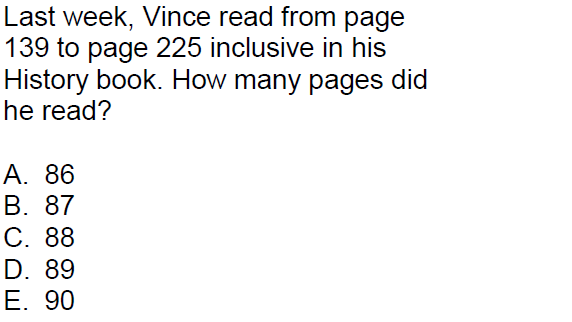 Last week, Vince read from page
139 to page 225 inclusive in his
History book. How many pages did
he read?
A. 86
B. 87
C. 88
D. 89
E. 90